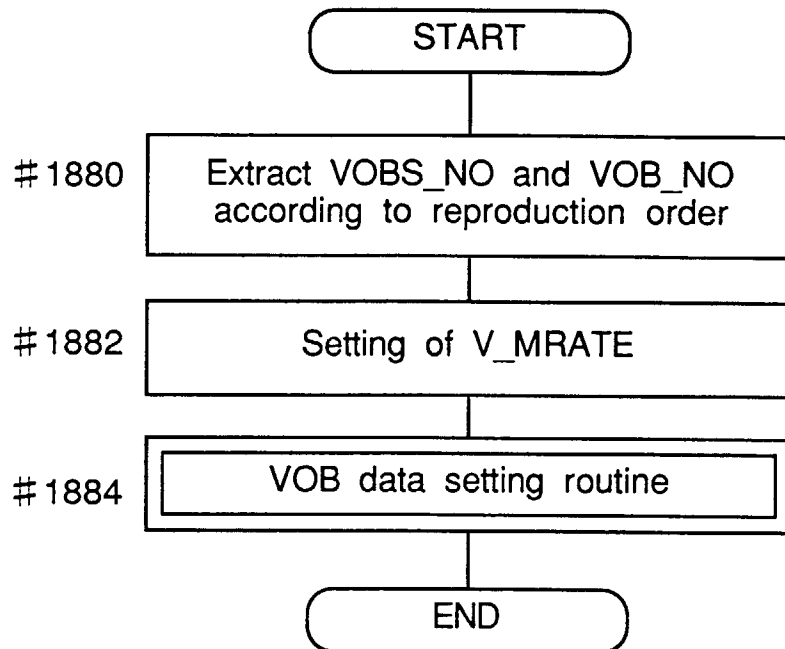 START
#1880
Extract VOBS_NO and VOB_NO
according to reproduction order
#1882
Setting of V_MRATE
#1884
VOB data setting routine
END